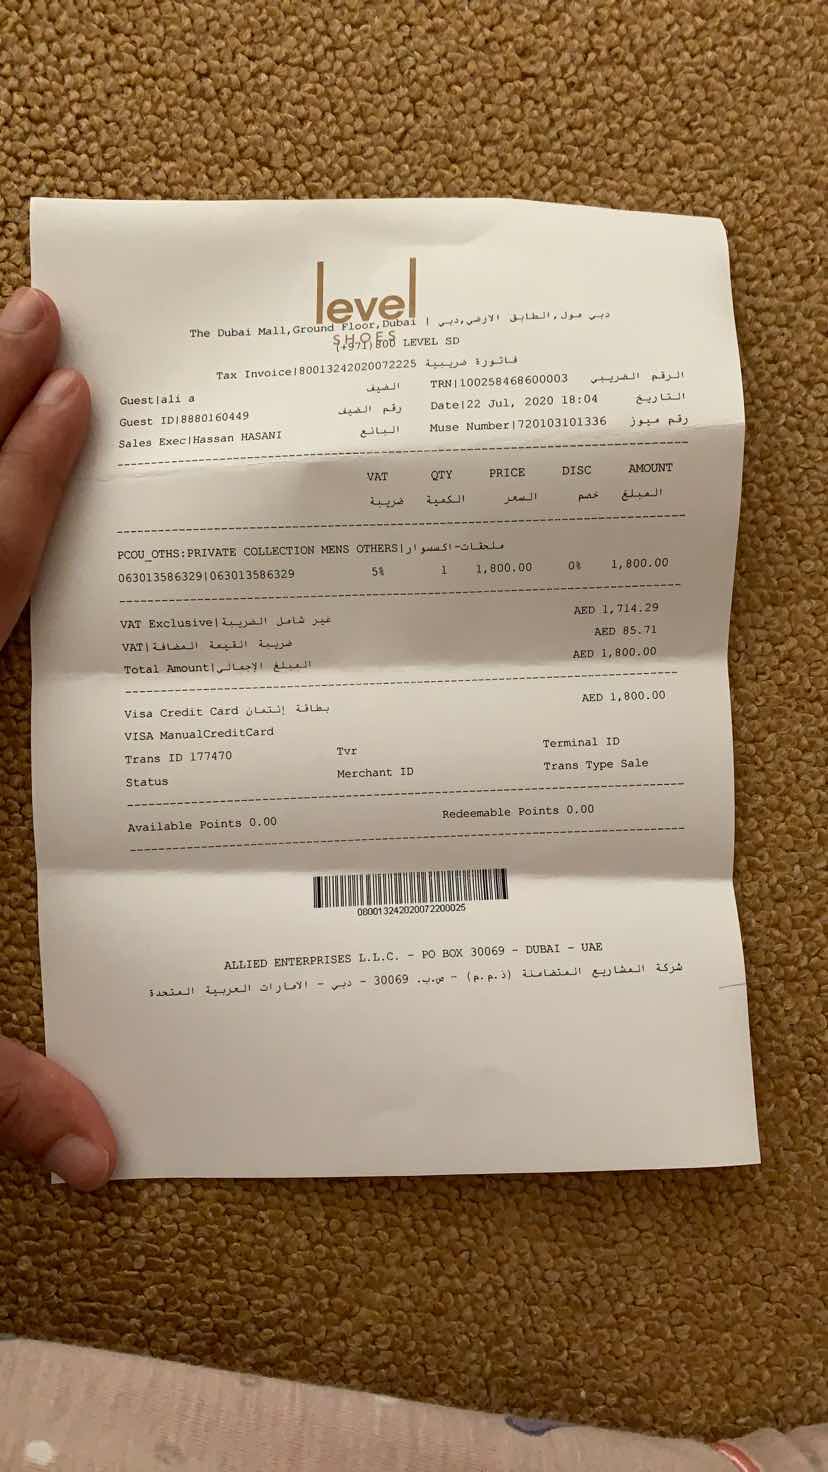 level
SHOES
The Dubai Mall,Ground Floor,Dubai | دبي مول,الطابق الارضي,دبي
(+971)800 LEVEL SD
Tax Invoice|80013242020072225 فاتورة ضريبية
Guest|ali a الضيف TRN|100258468600003 الرقم الضريبي
Guest ID|8880160449 رقم الضيف Date|22 Jul, 2020 18:04 التاريخ
Sales Exec|Hassan HASANI البائع Muse Number|720103101336 رقم ميوز
VAT QTY PRICE DISC AMOUNT
ضريبة الكمية السعر خصم المبلغ
PCOU_OTHS:PRIVATE COLLECTION MENS OTHERS|ملحقات-اكسسوار
063013586329|063013586329 5% 1 1,800.00 0% 1,800.00
VAT Exclusive|غير شامل الضريبة AED 1,714.29
VAT|ضريبة القيمة المضافة AED 85.71
Total Amount|المبلغ الإجمالي AED 1,800.00
Visa Credit Card بطاقة إئتمان AED 1,800.00
VISA ManualCreditCard
Trans ID 177470 Tvr Terminal ID
Status Merchant ID Trans Type Sale
Available Points 0.00 Redeemable Points 0.00
080013242020072200025
ALLIED ENTERPRISES L.L.C. - PO BOX 30069 - DUBAI - UAE
شركة المشاريع المتضامنة (ذ.م.م) - ص.ب. 30069 - دبي - الامارات العربية المتحدة